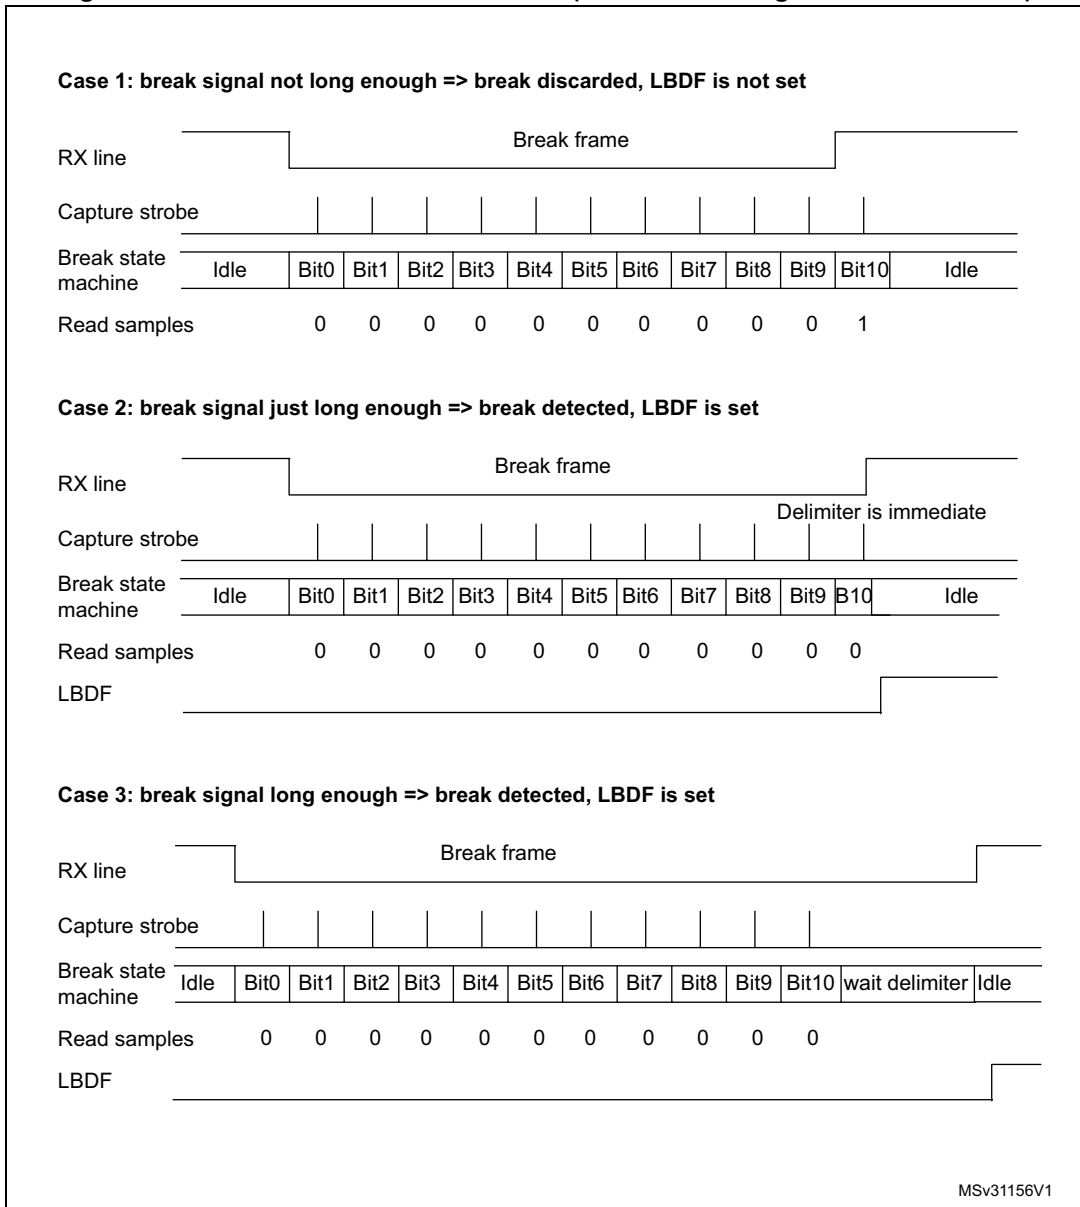 Case 1: break signal not long enough => break discarded, LBDF is not set
Break frame
RX line
Capture strobe
Break state machine Idle Bit0 Bit1 Bit2 Bit3 Bit4 Bit5 Bit6 Bit7 Bit8 Bit9 Bit10 Idle
Read samples 0 0 0 0 0 0 0 0 0 0 1
Case 2: break signal just long enough => break detected, LBDF is set
Break frame
RX line
Delimiter is immediate
Capture strobe
Break state machine Idle Bit0 Bit1 Bit2 Bit3 Bit4 Bit5 Bit6 Bit7 Bit8 Bit9 B10 Idle
Read samples 0 0 0 0 0 0 0 0 0 0 0
LBDF
Case 3: break signal long enough => break detected, LBDF is set
Break frame
RX line
Capture strobe
Break state machine Idle Bit0 Bit1 Bit2 Bit3 Bit4 Bit5 Bit6 Bit7 Bit8 Bit9 Bit10 wait delimiter Idle
Read samples 0 0 0 0 0 0 0 0 0 0 0
LBDF
MSv31156V1